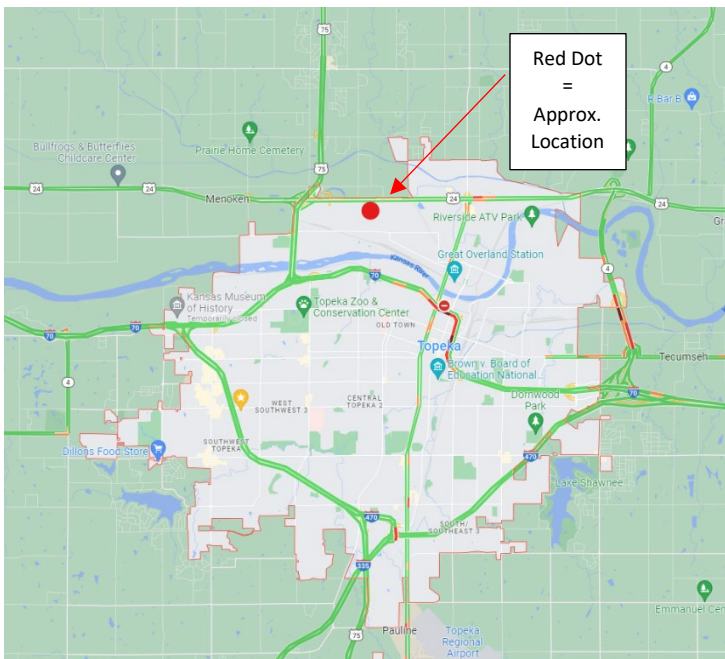 75
4
Red Dot
=
Approx.
Location
R Bar B
Bullfrogs & Butterflies
Childcare Center
Prairie Home Cemetery
75
24
24
Menoken
24
24
Riverside ATV Park
Kansas River
Great Overland Station
4
70
Kansas Museum
of History
Temporarily closed
Topeka Zoo &
Conservation Center
OLD TOWN
70
70
Topeka
Tecumseh
Brown v. Board of
Education National...
4
70
WEST
SOUTHWEST 3
CENTRAL
TOPEKA 2
Dornwood
Park
SOUTHWEST
TOPEKA
Dillons Food Store
470
Lake Shawnee
470
SOUTH/
SOUTHEAST 3
335
Emmanuel Cem
75
Pauline
Topeka
Regional
Airport